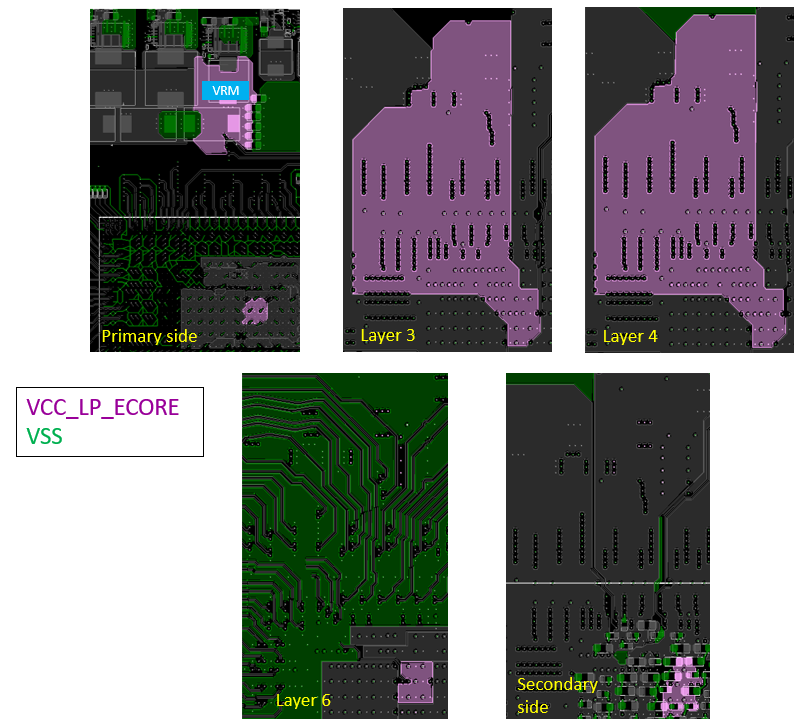 VRM
Primary side
Layer 3
Layer 4
VCC_LP_ECORE
VSS
Layer 6
Secondary
side